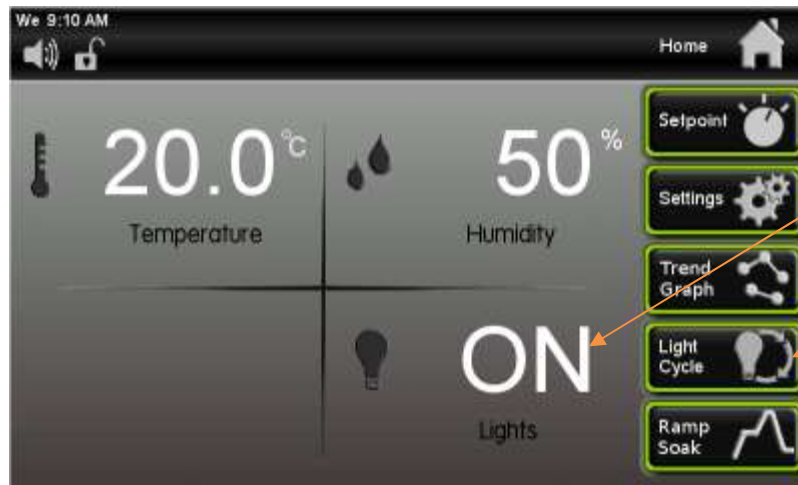 We 9:10 AM
Home
20.0°C
Temperature
50%
Humidity
ON
Lights
Setpoint
Settings
Trend
Graph
Light
Cycle
Ramp
Soak